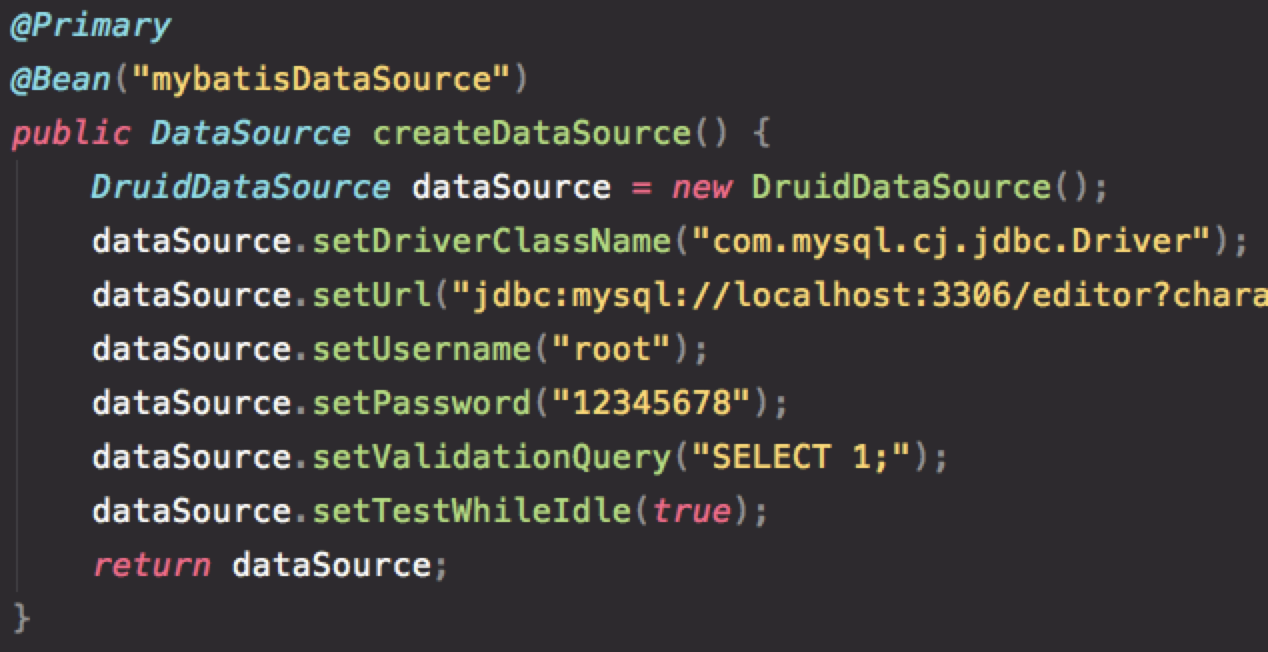 @Primary
@Bean("mybatisDataSource")
public DataSource createDataSource() {
DruidDataSource dataSource = new DruidDataSource();
dataSource.setDriverClassName("com.mysql.cj.jdbc.Driver");
dataSource.setUrl("jdbc:mysql://localhost:3306/editor?chara
dataSource.setUsername("root");
dataSource.setPassword("12345678");
dataSource.setValidationQuery("SELECT 1;");
dataSource.setTestWhileIdle(true);
return dataSource;
}